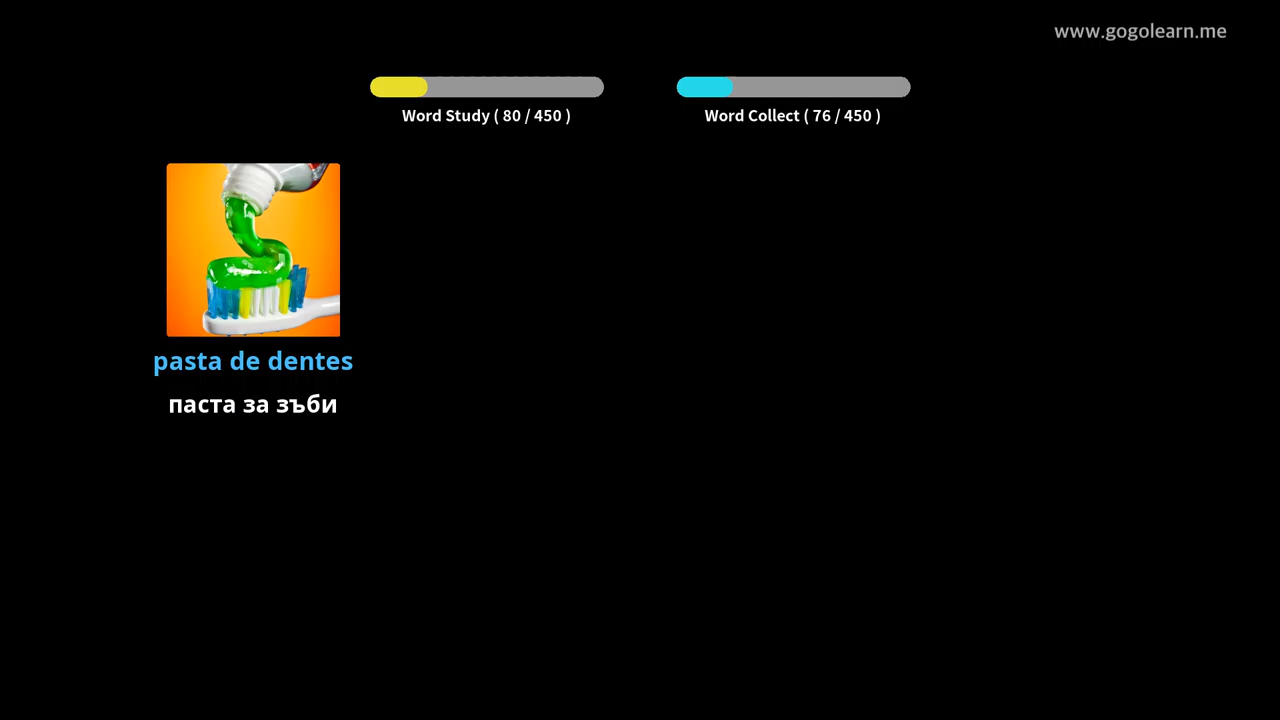 www.gogolearn.me
Word Study ( 80 / 450 )
Word Collect ( 76 / 450 )
pasta de dentes
паста за зъби